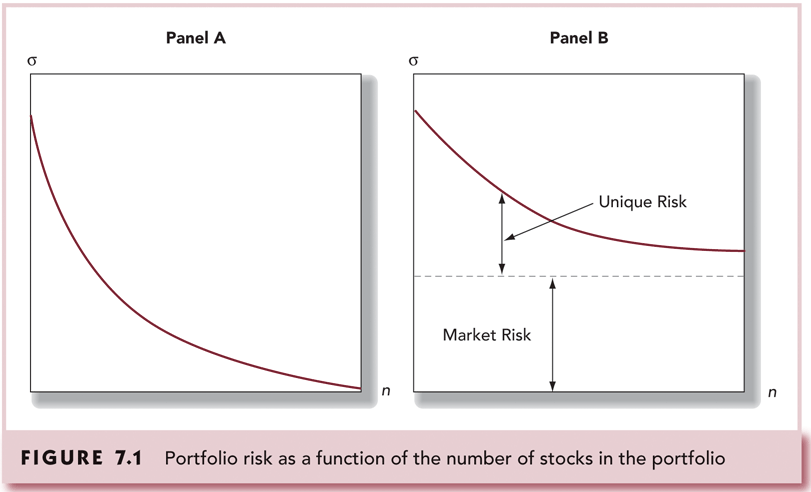 Panel A
σ
n
Panel B
σ
Unique Risk
Market Risk
n
FIGURE 7.1 Portfolio risk as a function of the number of stocks in the portfolio